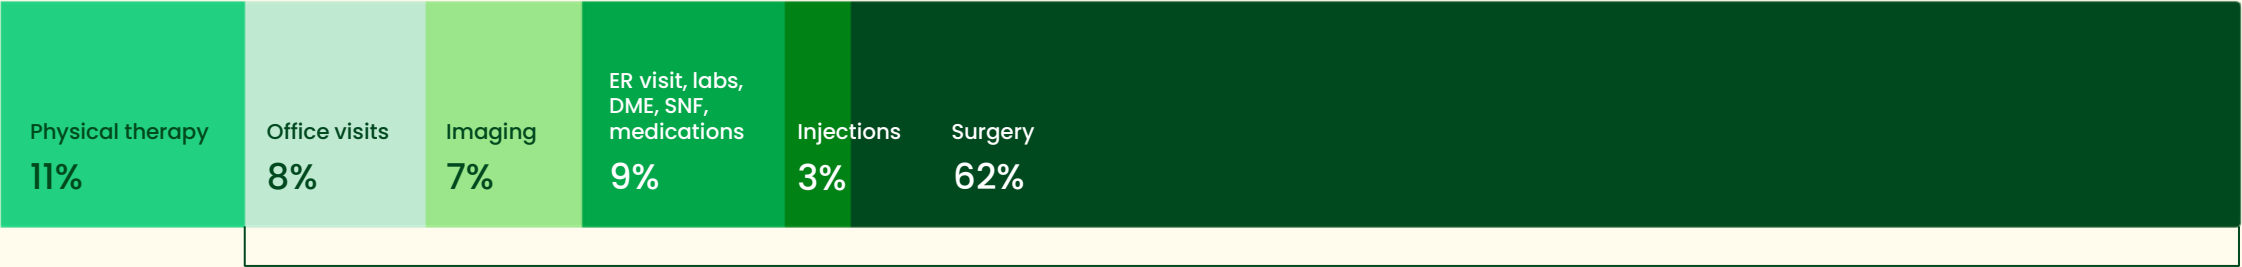 Physical therapy
11%
Office visits
8%
Imaging
7%
ER visit, labs,
DME, SNF,
medications
9%
Injections
3%
Surgery
62%